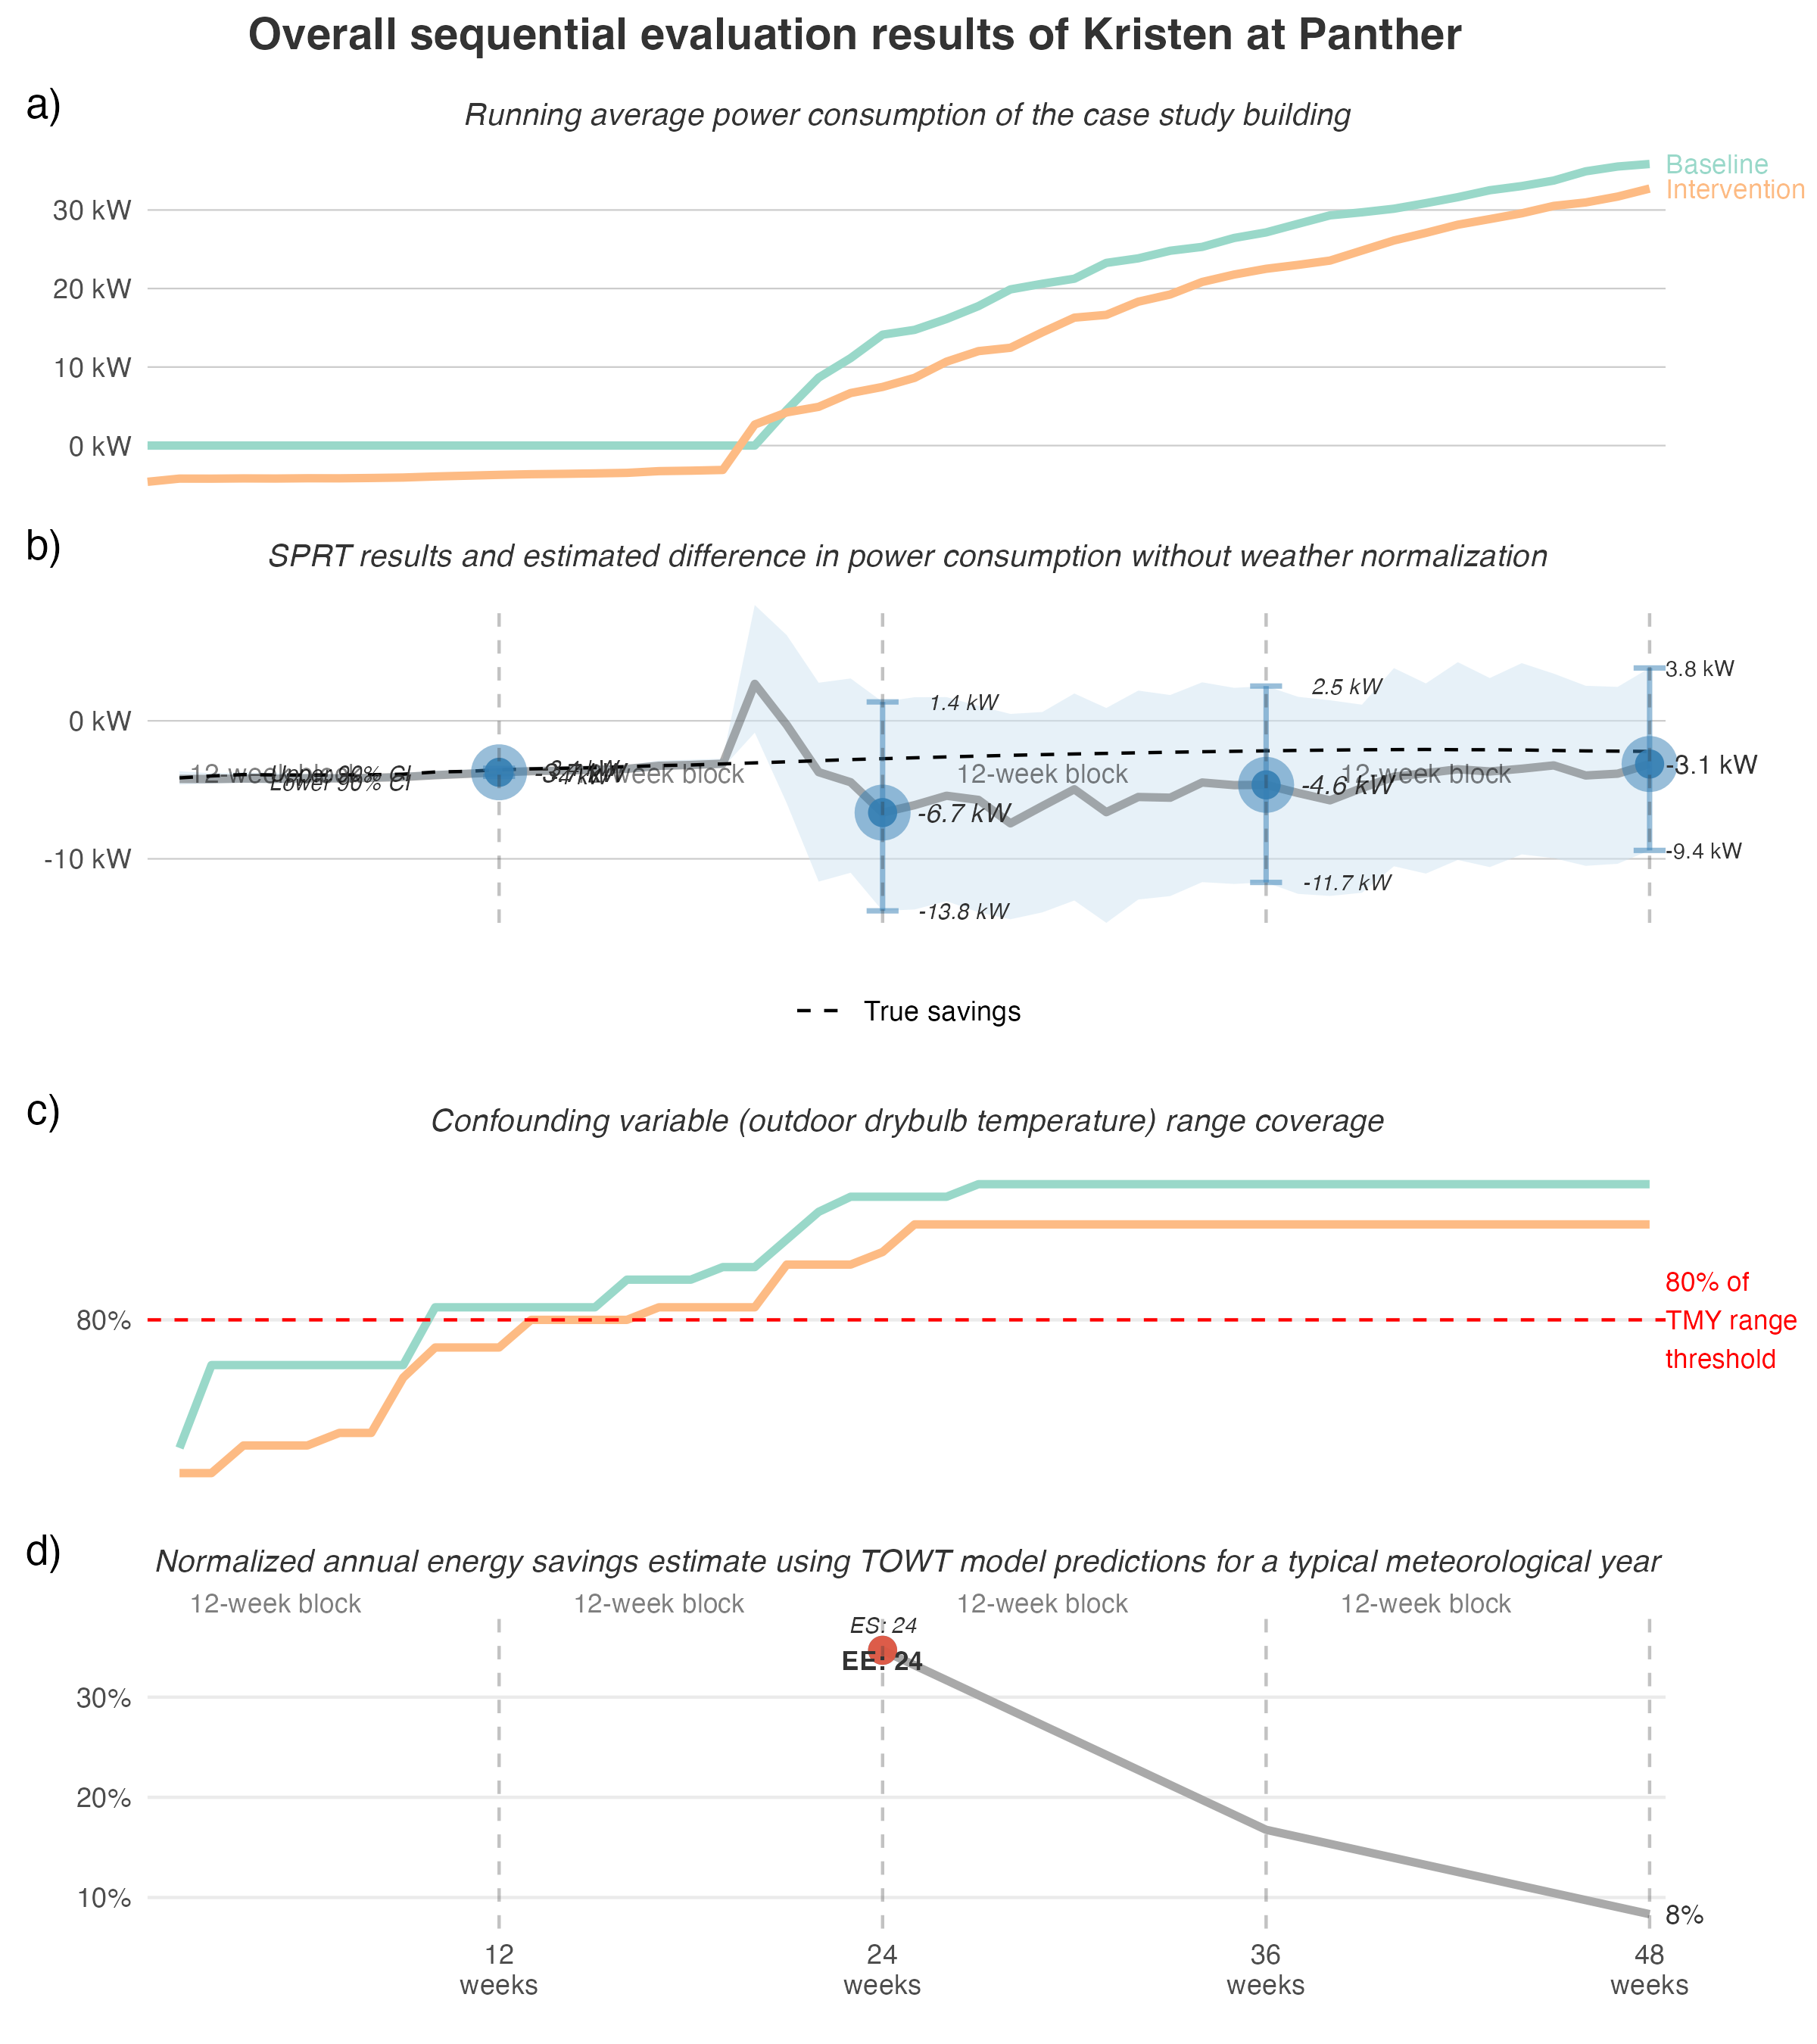 Overall sequential evaluation results of Kristen at Panther
a)
Running average power consumption of the case study building
Baseline
Intervention
30 kW
20 kW
10 kW
0 kW
b)
SPRT results and estimated difference in power consumption without weather normalization
3.8 kW
2.5 kW
1.4 kW
0 kW
12-week block
12-week block
12-week block
12-week block
Lower 90% CI
-3.1 kW
-4.6 kW
-6.7 kW
-10 kW
-9.4 kW
-11.7 kW
-13.8 kW
True savings
c)
Confounding variable (outdoor drybulb temperature) range coverage
80%
80% of
TMY range
threshold
d)
Normalized annual energy savings estimate using TOWT model predictions for a typical meteorological year
12-week block
12-week block
12-week block
12-week block
ES: 24
EE: 24
30%
20%
10%
8%
12
weeks
24
weeks
36
weeks
48
weeks